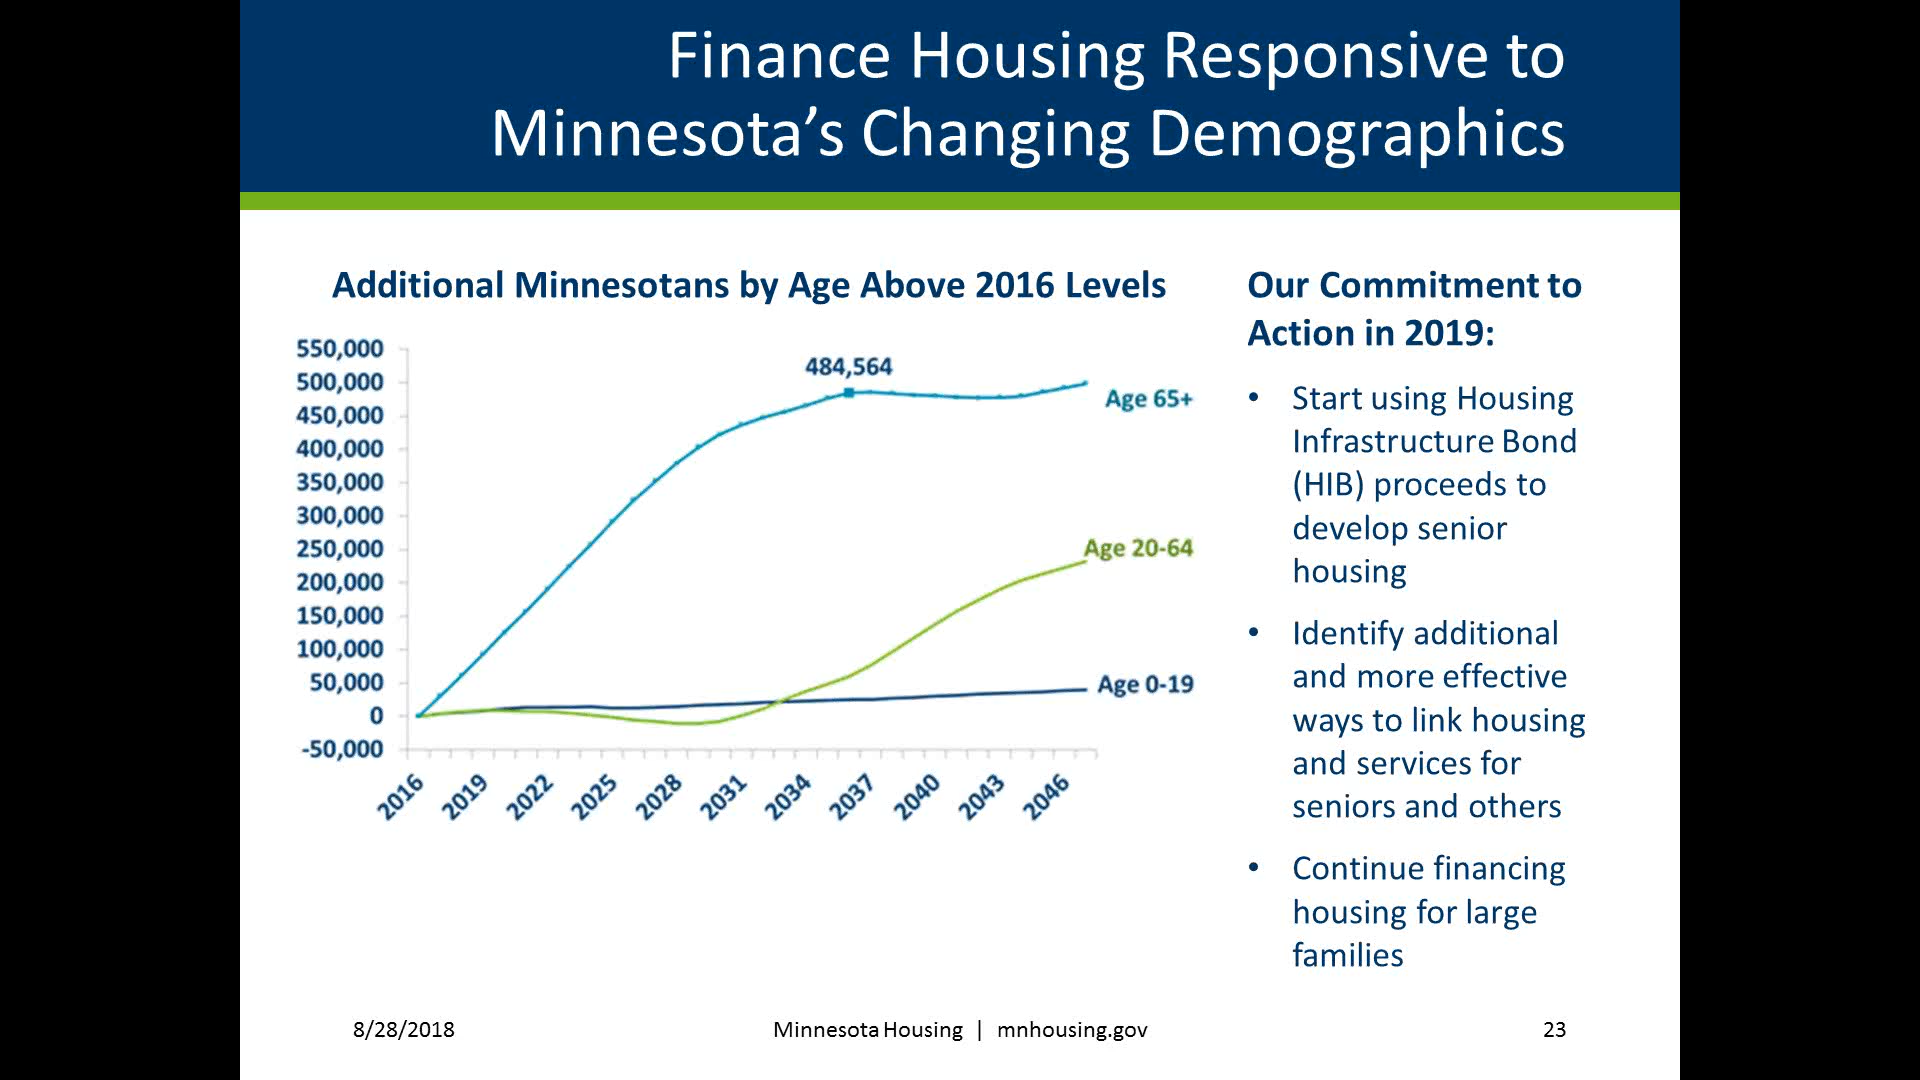 Finance Housing Responsive to
Minnesota’s Changing Demographics
Additional Minnesotans by Age Above 2016 Levels
550,000
500,000
450,000
400,000
350,000
300,000
250,000
200,000
150,000
100,000
50,000
0
-50,000
484,564
Age 65+
Age 20-64
Age 0-19
2016
2019
2022
2025
2028
2031
2034
2037
2040
2043
2046
Our Commitment to
Action in 2019:
• Start using Housing
Infrastructure Bond
(HIB) proceeds to
develop senior
housing
• Identify additional
and more effective
ways to link housing
and services for
seniors and others
• Continue financing
housing for large
families
8/28/2018
Minnesota Housing | mnhousing.gov
23